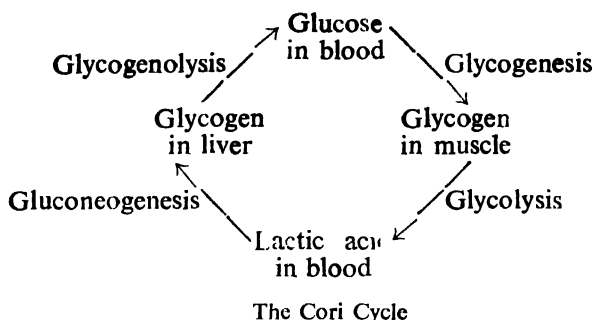 Glucose
in blood
Glycogenolysis
Glycogenesis
Glycogen
in liver
Glycogen
in muscle
Gluconeogenesis
Glycolysis
Lactic
in blood
The Cori Cycle